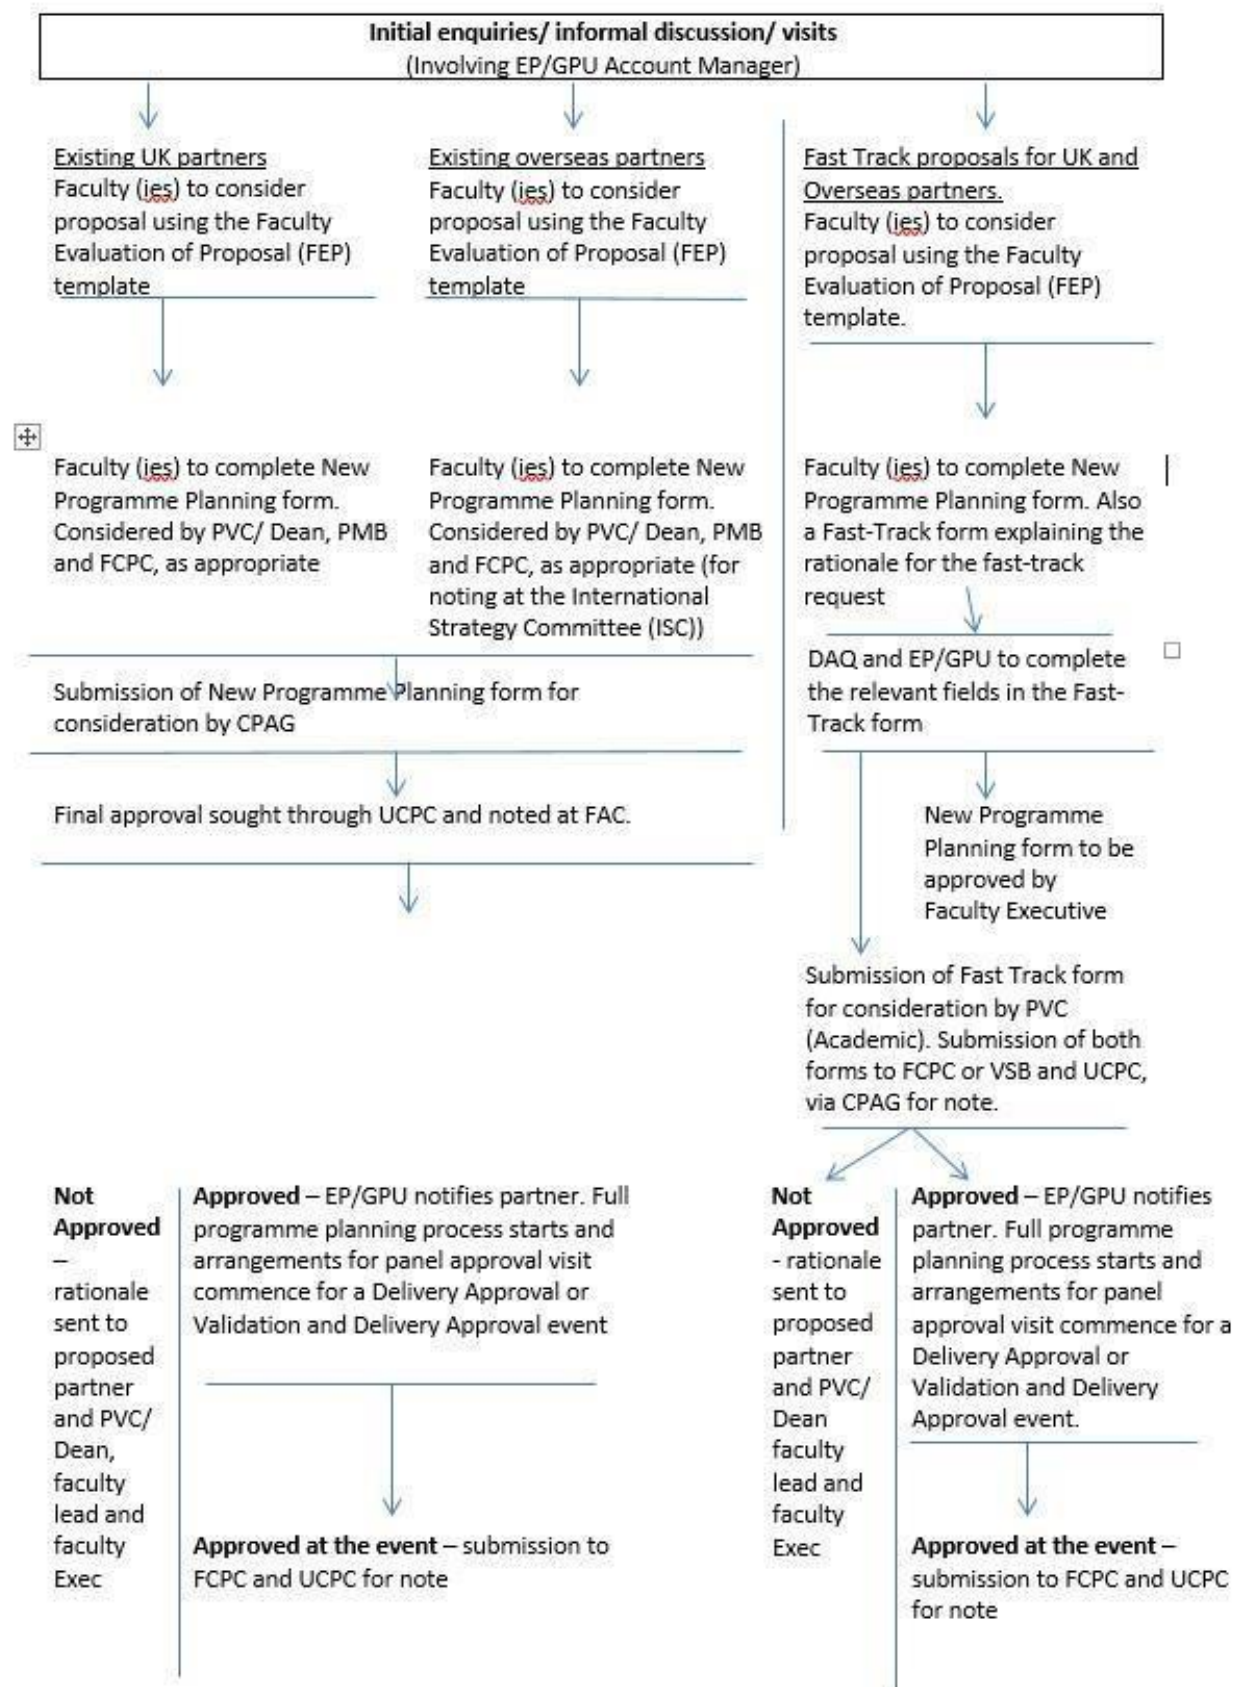 Initial enquiries/ informal discussion/ visits
(Involving EP/GPU Account Manager)
Existing UK partners
Faculty (ies) to consider
proposal using the Faculty
Evaluation of Proposal (FEP)
template
Existing overseas partners
Faculty (ies) to consider
proposal using the Faculty
Evaluation of Proposal (FEP)
template
Fast Track proposals for UK and
Overseas partners.
Faculty (ies) to consider
proposal using the Faculty
Evaluation of Proposal (FEP)
template.
Faculty (ies) to complete New
Programme Planning form.
Considered by PVC/ Dean, PMB
and FCPC, as appropriate
Faculty (ies) to complete New
Programme Planning form.
Considered by PVC/ Dean, PMB
and FCPC, as appropriate (for
noting at the International
Strategy Committee (ISC))
Faculty (ies) to complete New
Programme Planning form. Also
a Fast-Track form explaining the
rationale for the fast-track
request
Submission of New Programme Planning form for
consideration by CPAG
DAQ and EP/GPU to complete
the relevant fields in the Fast-
Track form
Final approval sought through UCPC and noted at FAC.
New Programme
Planning form to be
approved by
Faculty Executive
Submission of Fast Track form
for consideration by PVC
(Academic). Submission of both
forms to FCPC or VSB and UCPC,
via CPAG for note.
Not
Approved
–
rationale
sent to
proposed
partner
and PVC/
Dean,
faculty
lead and
faculty
Exec
Approved – EP/GPU notifies partner. Full
programme planning process starts and
arrangements for panel approval visit
commence for a Delivery Approval or
Validation and Delivery Approval event
Approved at the event – submission to
FCPC and UCPC for note
Not
Approved
- rationale
sent to
proposed
partner
and PVC/
Dean
faculty
lead and
faculty
Exec
Approved – EP/GPU notifies
partner. Full programme
planning process starts and
arrangements for panel
approval visit commence for a
Delivery Approval or
Validation and Delivery
Approval event.
Approved at the event –
submission to FCPC and UCPC
for note